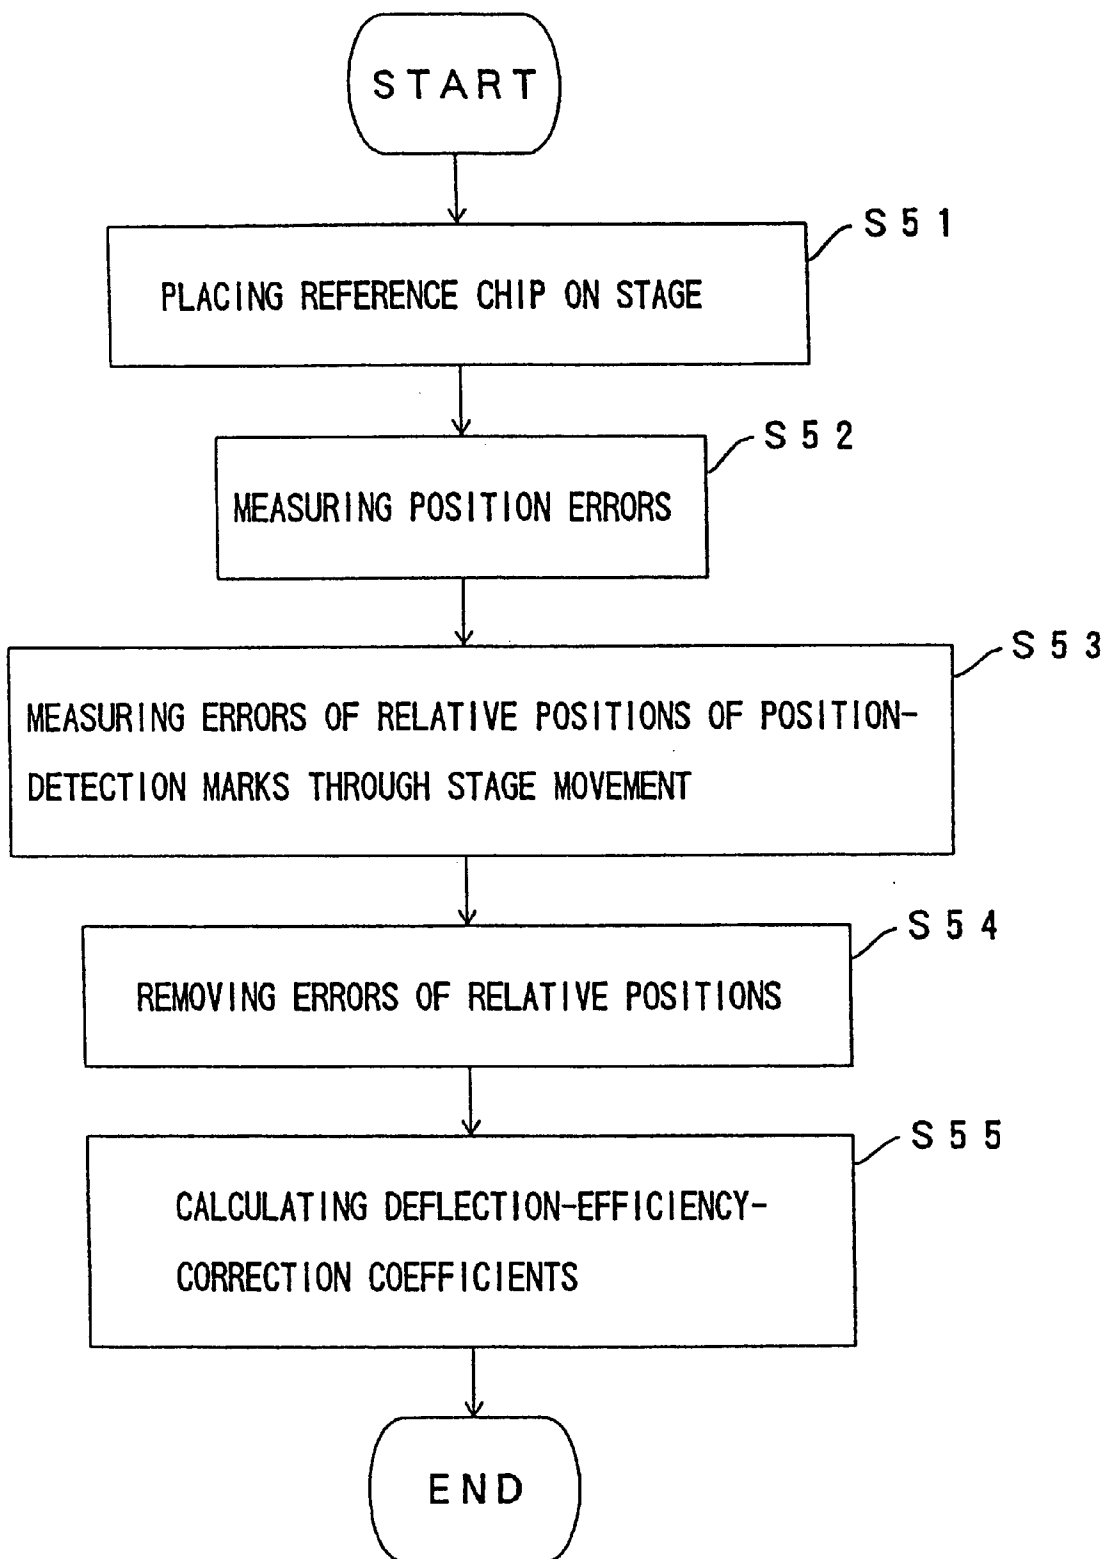 START
S51
PLACING REFERENCE CHIP ON STAGE
S52
MEASURING POSITION ERRORS
S53
MEASURING ERRORS OF RELATIVE POSITIONS OF POSITION-
DETECTION MARKS THROUGH STAGE MOVEMENT
S54
REMOVING ERRORS OF RELATIVE POSITIONS
S55
CALCULATING DEFLECTION-EFFICIENCY-
CORRECTION COEFFICIENTS
END